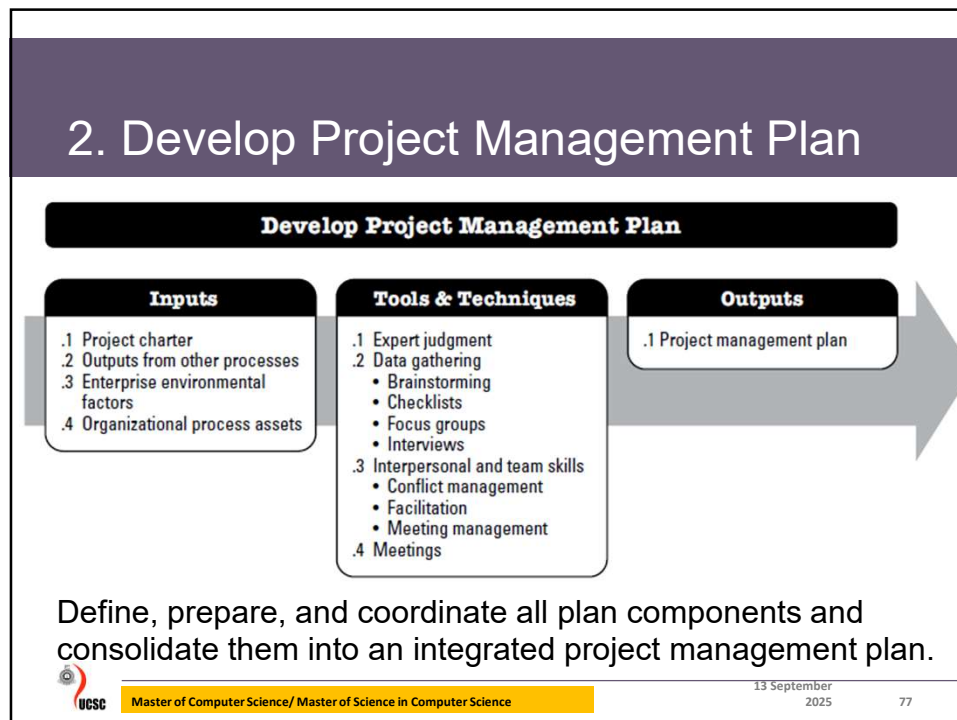 2. Develop Project Management Plan
Develop Project Management Plan
Inputs
.1 Project charter
.2 Outputs from other processes
.3 Enterprise environmental
factors
.4 Organizational process assets
Tools & Techniques
.1 Expert judgment
.2 Data gathering
• Brainstorming
• Checklists
• Focus groups
• Interviews
.3 Interpersonal and team skills
• Conflict management
• Facilitation
• Meeting management
.4 Meetings
Outputs
.1 Project management plan
Define, prepare, and coordinate all plan components and
consolidate them into an integrated project management plan.
UCSC
Master of Computer Science/ Master of Science in Computer Science
13 September
2025
77